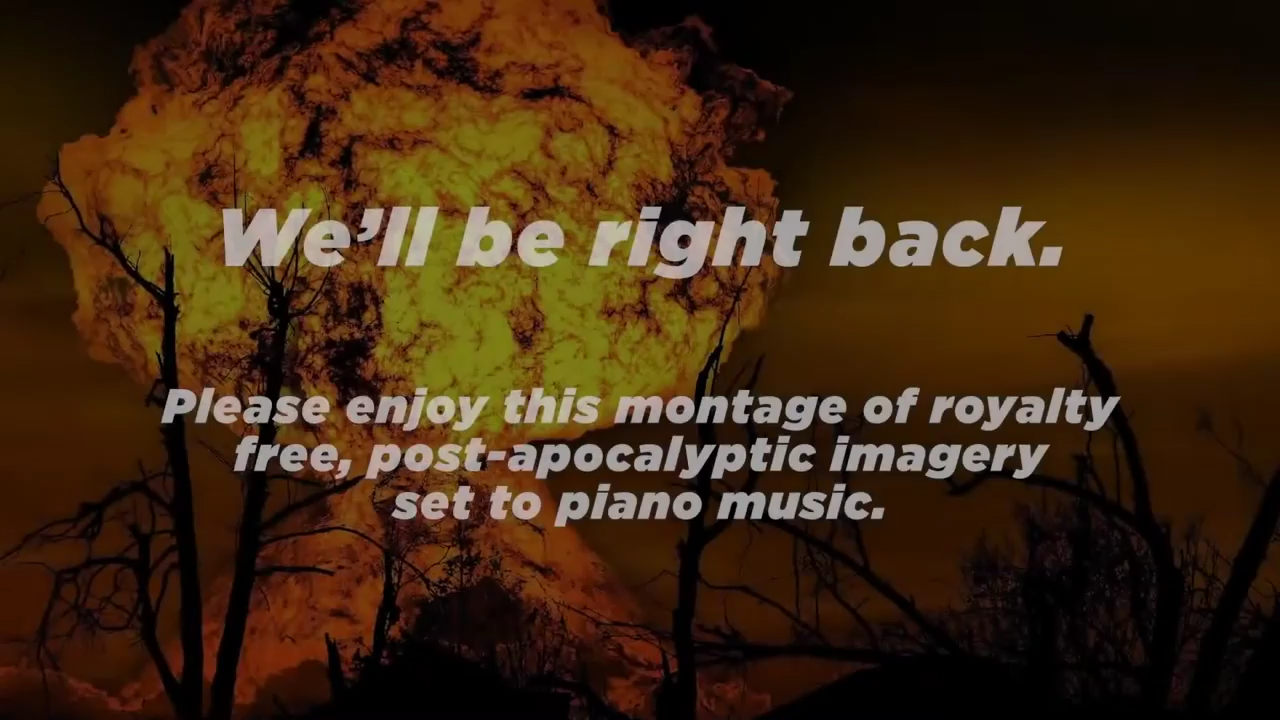 We’ll be right back.
Please enjoy this montage of royalty
free, post-apocalyptic imagery
set to piano music.